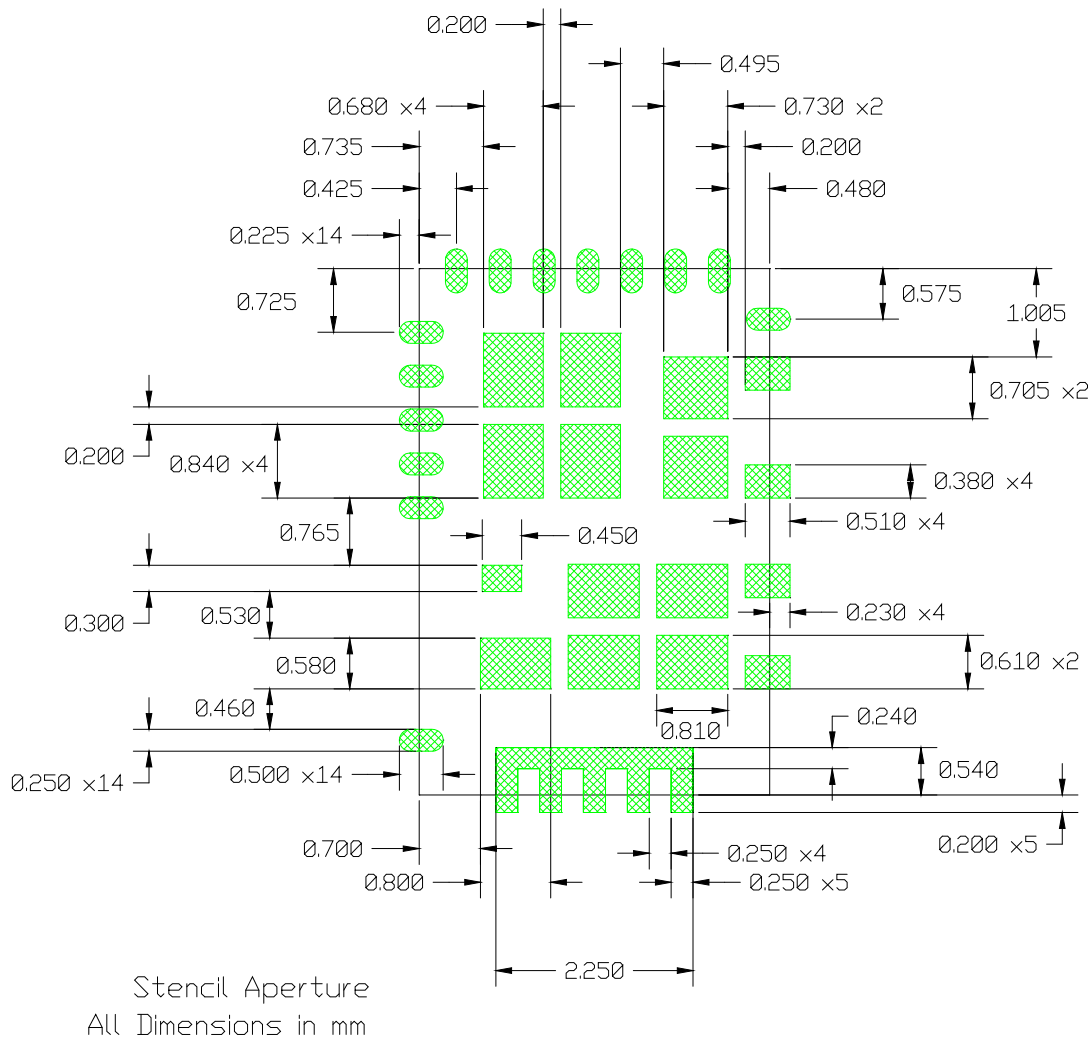 0.200
0.495
0.680 x4
0.730 x2
0.735
0.200
0.425
0.480
0.225 x14
0.725
0.575
1.005
0.705 x2
0.200
0.840 x4
0.380 x4
0.510 x4
0.765
0.450
0.300
0.530
0.230 x4
0.580
0.610 x2
0.460
0.810
0.240
0.250 x14
0.500 x14
0.540
0.700
0.250 x4
0.200 x5
0.800
0.250 x5
2.250
Stencil Aperture
All Dimensions in mm